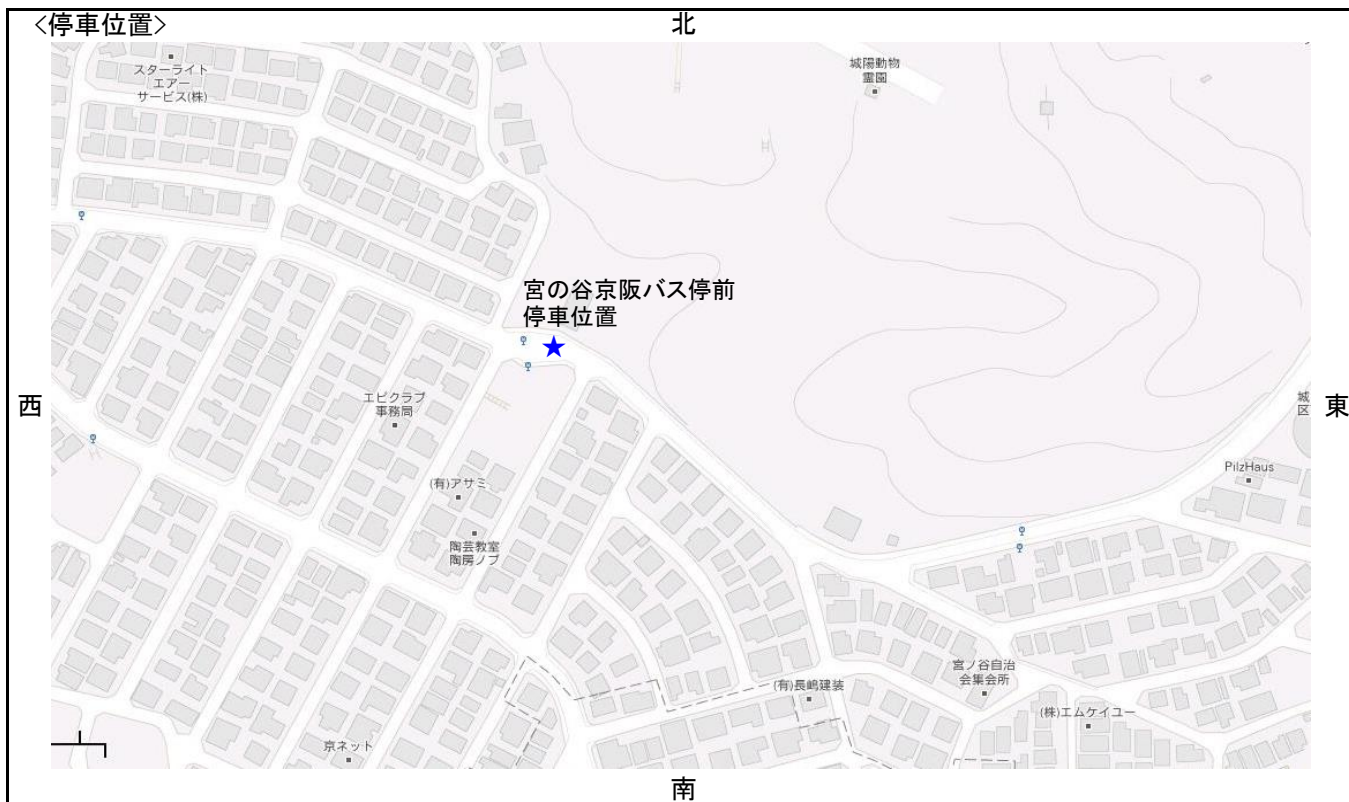 <停車位置>
北
スターライト
エアー
サービス(株)
城陽動物
霊園
宮の谷京阪バス停前
停車位置
西
エピクラブ
事務局
城
区
東
PilzHaus
(有)アサミ
陶芸教室
陶房ノブ
宮ノ谷自治
会集会所
(有)長嶋建装
(株)エムケイユー
京ネット
南